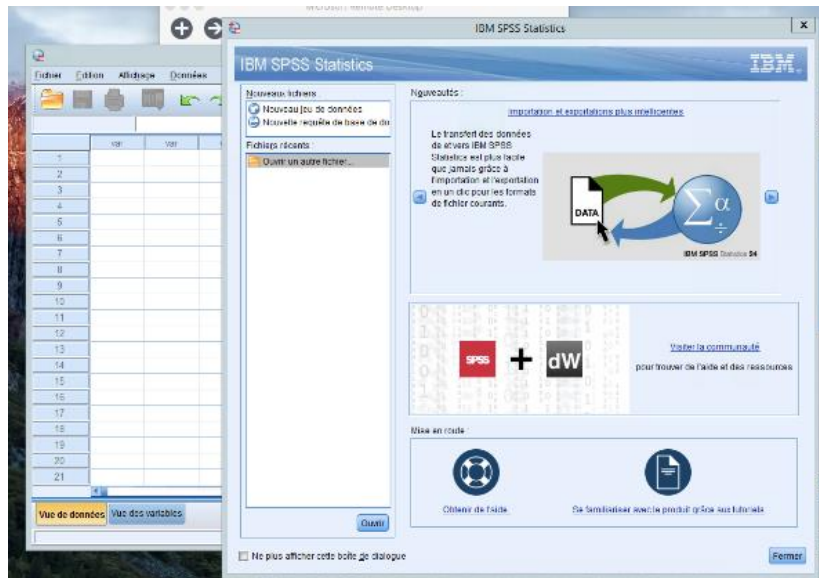 Microsoft Remote Desktop
IBM SPSS Statistics
X
IBM SPSS Statistics
IBM
Fichier Edition Affichage Données
var var
1
2
3
4
5
6
7
8
9
10
11
12
13
14
15
16
17
18
19
20
21
Vue de données Vue des variables
Nouveaux fichiers :
Nouveau jeu de données
Nouvelle requête de base de do
Fichiers récents :
Ouvrir un autre fichier...
Ouvrir
Nouveautés :
Importation et exportations plus intelligentes
Le transfert des données
de et vers IBM SPSS
Statistics est plus facile
que jamais grâce à
l'importation et l'exportation
en un clic pour les formats
de fichier courants.
DATA
Σα
÷
IBM SPSS Statistics 24
SPSS + dW
Visiter la communauté
pour trouver de l'aide et des ressources
Mise en route :
Obtenir de l'aide
Se familiariser avec le produit grâce aux tutoriels
Ne plus afficher cette boîte de dialogue
Fermer